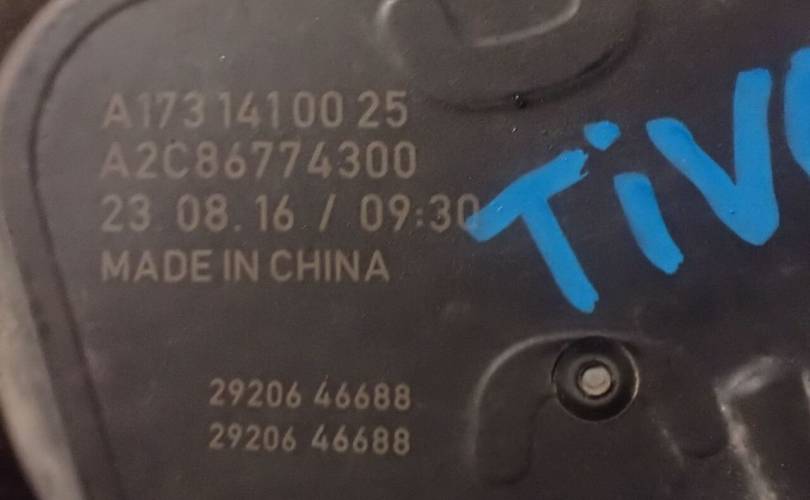 A173 141 00 25
A2C86774300
23.08.16 / 09:30
MADE IN CHINA
TiV
29206 46688
29206 46688